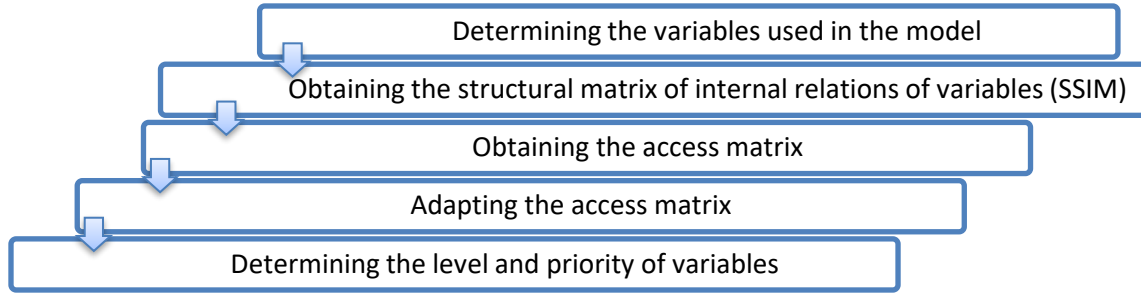 Determining the variables used in the model
Obtaining the structural matrix of internal relations of variables (SSIM)
Obtaining the access matrix
Adapting the access matrix
Determining the level and priority of variables